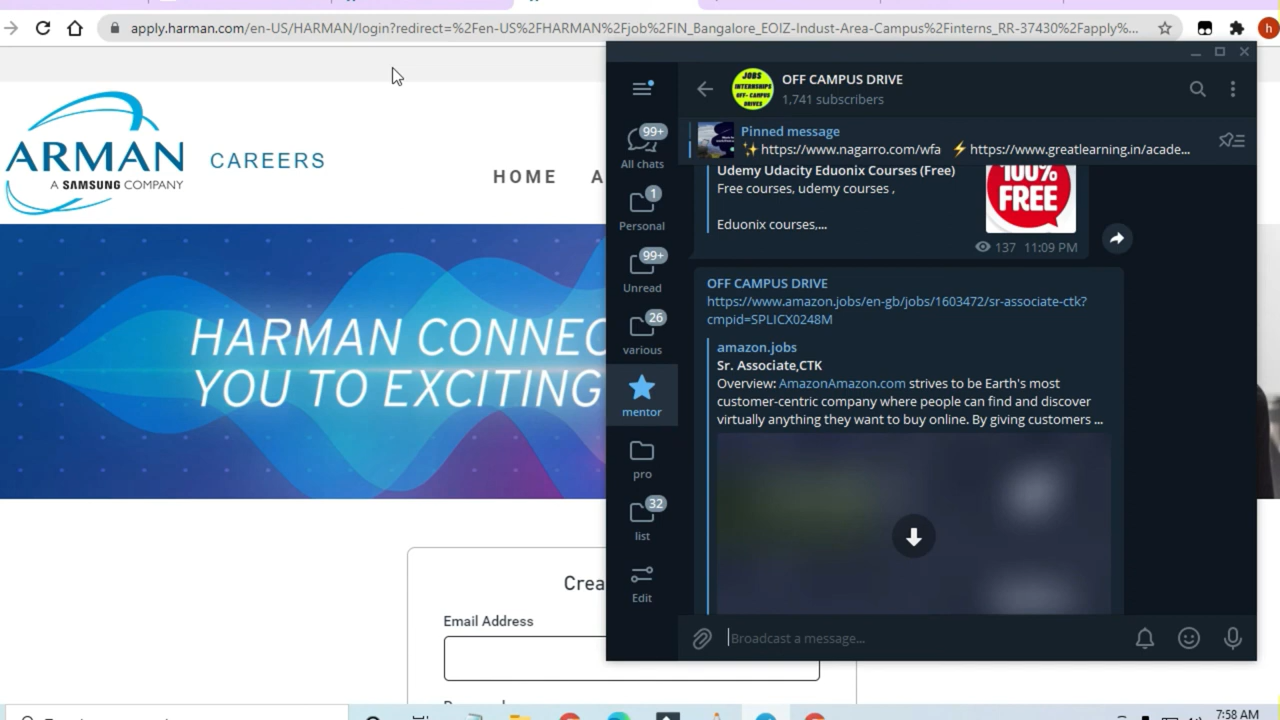 apply.harman.com/en-US/HARMAN/login?redirect=%2Fen-US%2FHARMAN%2Fjob%2FIN_Bangalore_EOIZ-Indust-Area-Campus%2Finterns_RR-37430%2Fapply%...
h
ARMAN
A SAMSUNG COMPANY
CAREERS
HOME A
HARMAN CONNEC
YOU TO EXCITING
Crea
Email Address
99+
All chats
1
Personal
99+
Unread
26
various
mentor
pro
32
list
Edit
JOBS
INTERNSHIPS
OFF- CAMPUS
DRIVES
OFF CAMPUS DRIVE
1,741 subscribers
Pinned message
✨https://www.nagarro.com/wfa ⚡https://www.greatlearning.in/acade...
Udemy Udacity Eduonix Courses (Free)
Free courses, udemy courses ,
Eduonix courses,...
100%
FREE
137 11:09 PM
OFF CAMPUS DRIVE
https://www.amazon.jobs/en-gb/jobs/1603472/sr-associate-ctk?
cmpid=SPLICX0248M
amazon.jobs
Sr. Associate,CTK
Overview: AmazonAmazon.com strives to be Earth's most
customer-centric company where people can find and discover
virtually anything they want to buy online. By giving customers ...
Broadcast a message...
7:58 AM